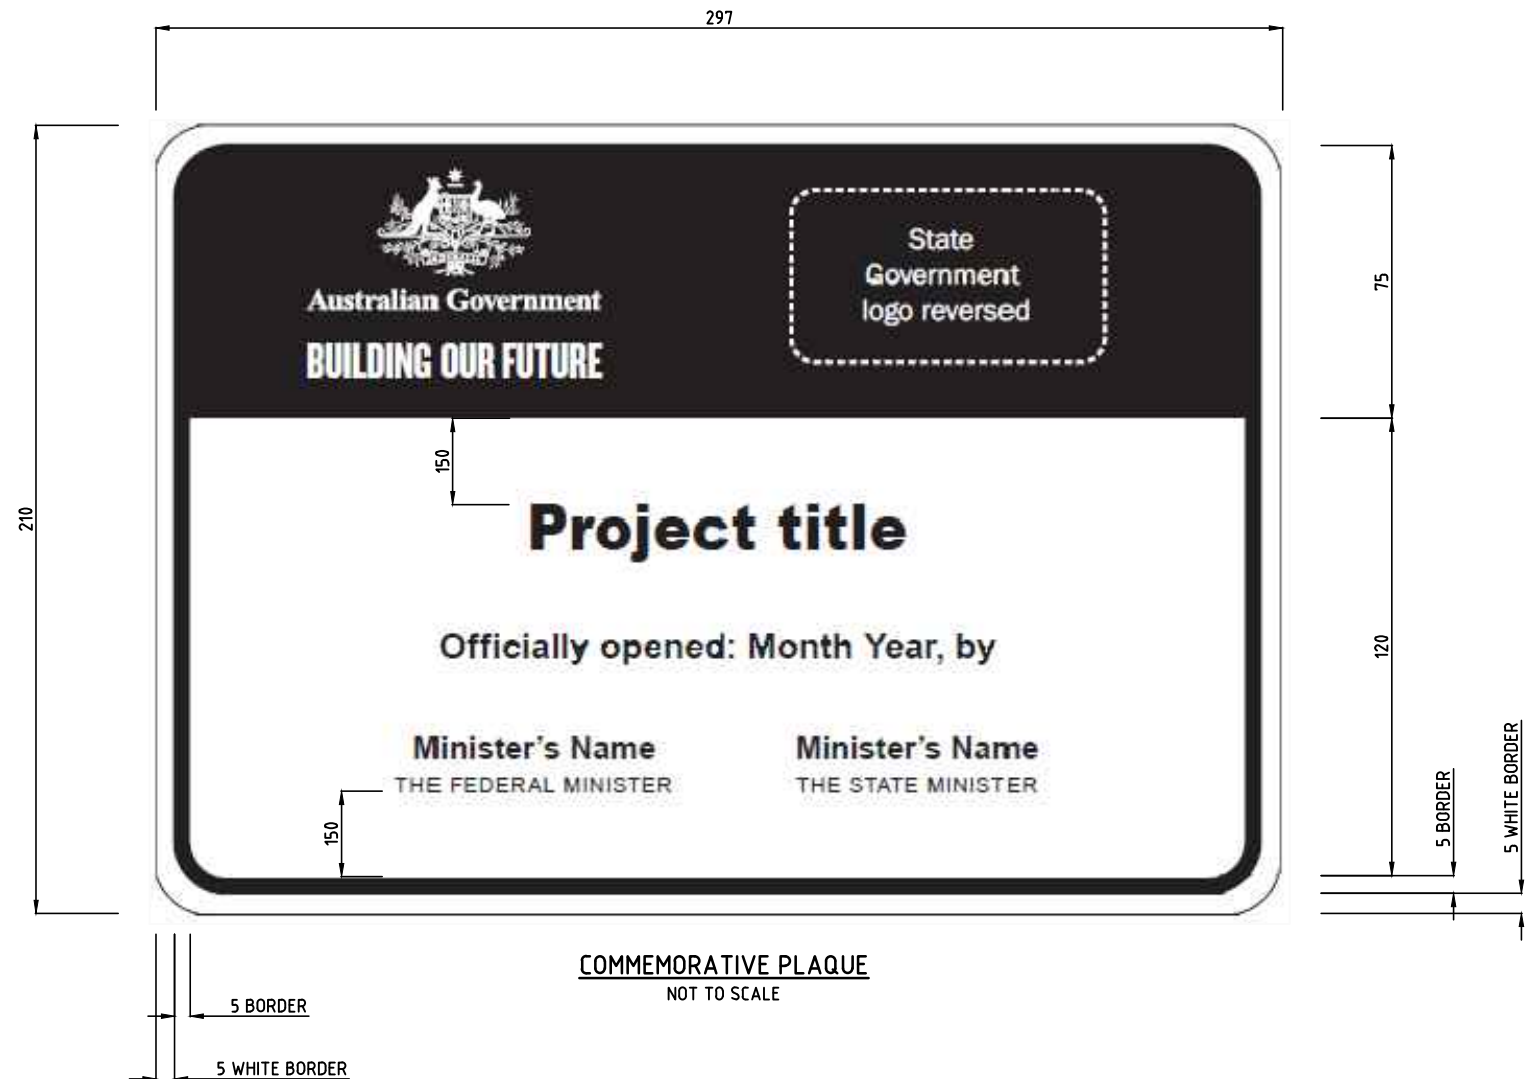 297
State
Government
logo reversed
Australian Government
BUILDING OUR FUTURE
75
150
Project title
210
Officially opened: Month Year, by
120
Minister's Name
THE FEDERAL MINISTER
Minister's Name
THE STATE MINISTER
150
5 BORDER
5 WHITE BORDER
COMMEMORATIVE PLAQUE
NOT TO SCALE
5 BORDER
5 WHITE BORDER